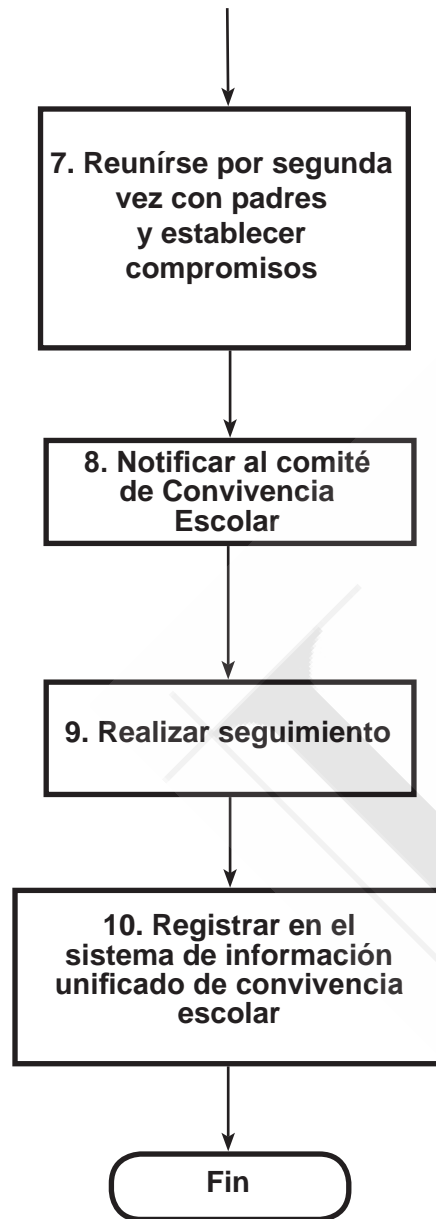 7. Reunírse por segunda
vez con padres
y establecer
compromisos
8. Notificar al comité
de Convivencia
Escolar
9. Realizar seguimiento
10. Registrar en el
sistema de información
unificado de convivencia
escolar
Fin